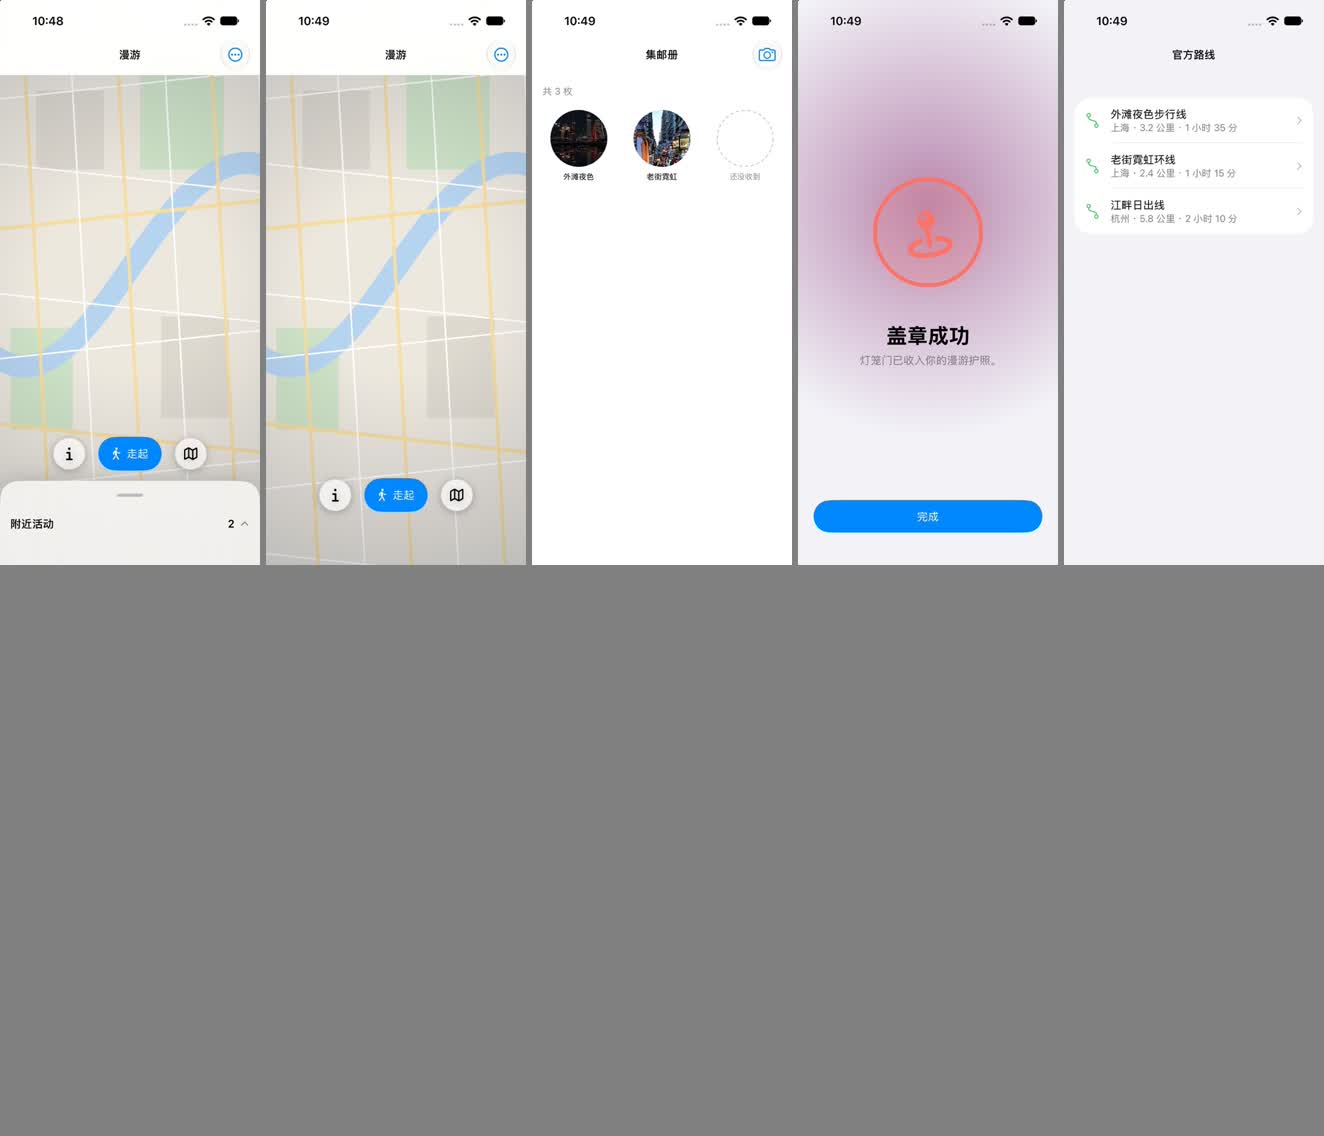 10:48
漫游
走起
附近活动
2
10:49
漫游
走起
10:49
集邮册
共 3 枚
外滩夜色
老街霓虹
还没收到
10:49
盖章成功
灯笼门已收入你的漫游护照。
完成
10:49
官方路线
外滩夜色步行线
上海 · 3.2 公里 · 1 小时 35 分
老街霓虹环线
上海 · 2.4 公里 · 1 小时 15 分
江畔日出线
杭州 · 5.8 公里 · 2 小时 10 分